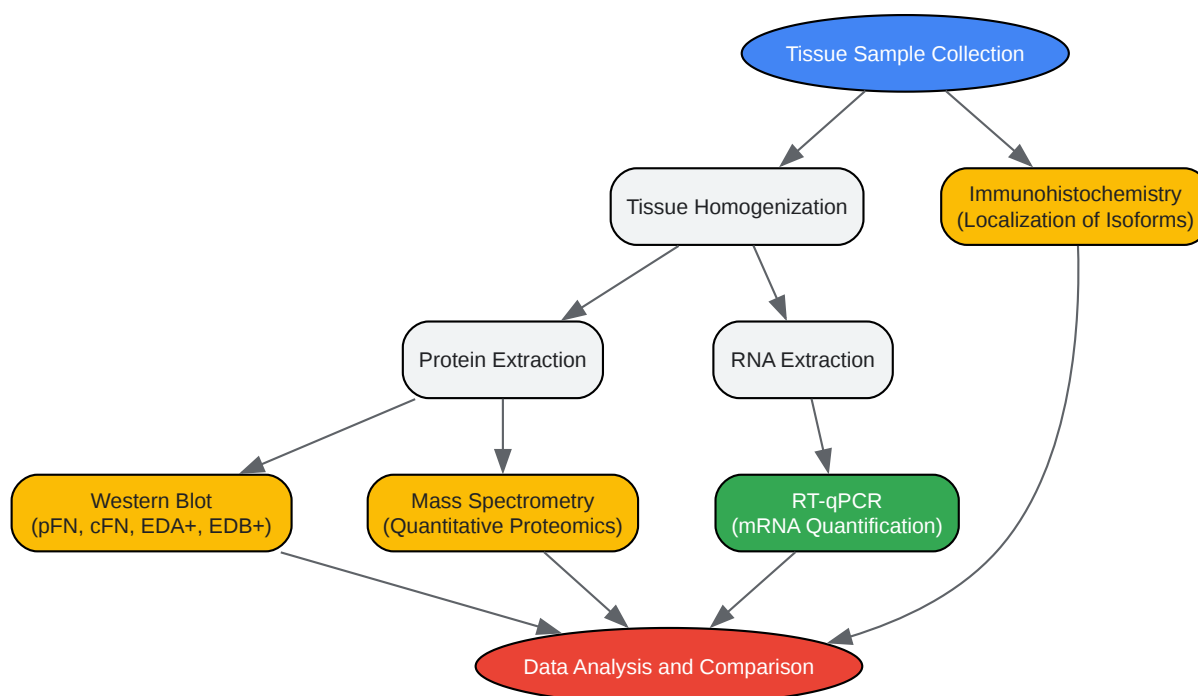 Tissue Sample Collection
Tissue Homogenization
Immunohistochemistry
(Localization of Isoforms)
Protein Extraction
RNA Extraction
Western Blot
(pFN, cFN, EDA+, EDB+)
Mass Spectrometry
(Quantitative Proteomics)
RT-qPCR
(mRNA Quantification)
Data Analysis and Comparison